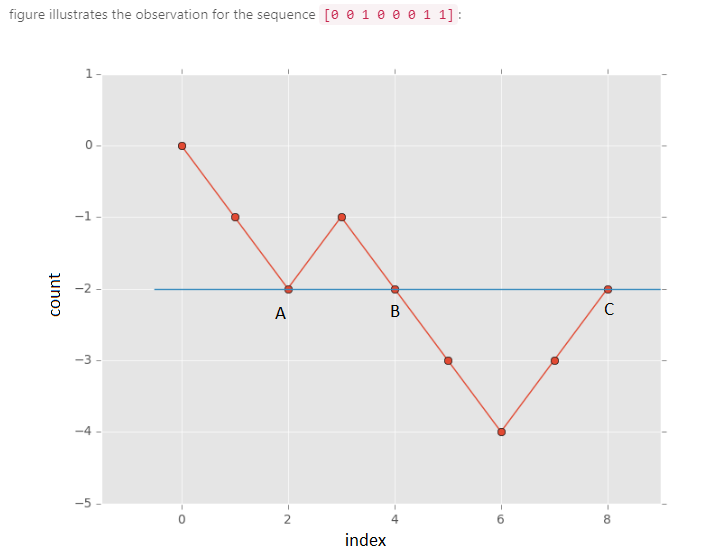 figure illustrates the observation for the sequence [0 0 1 0 0 0 1 1] :
1
0
−1
−2
−3
−4
−5
count
A
B
C
0 2 4 6 8
index